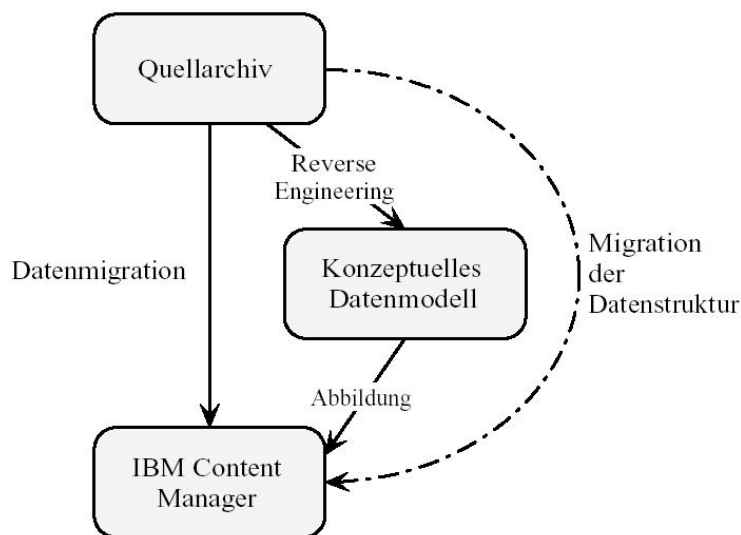 Quellarchiv
Reverse
Engineering
Datenmigration
Konzeptuelles
Datenmodell
Migration
der
Datenstruktur
Abbildung
IBM Content
Manager